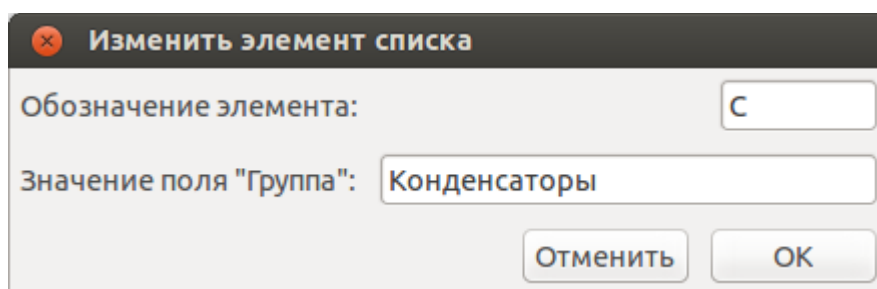 Изменить элемент списка
Обозначение элемента: C
Значение поля "Группа": Конденсаторы
Отменить OK